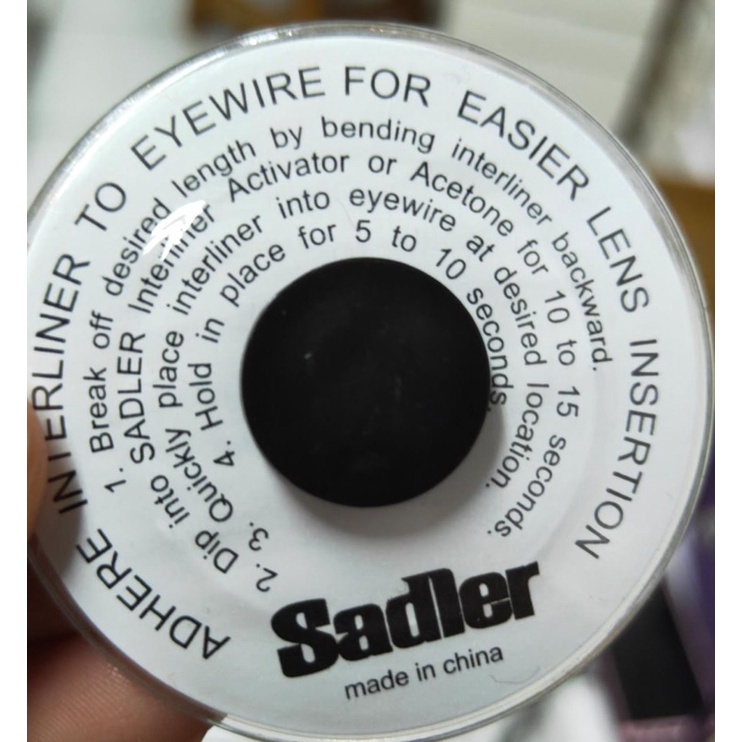 ADHERE INTERLINER TO EYEWIRE FOR EASIER LENS INSERTION
1. Break off desired length by bending interliner backward.
2. Dip into SADLER Interliner Activator or Acetone for 10 to 15 seconds.
3. Quickly place interliner into eyewire at desired location.
4. Hold in place for 5 to 10 seconds.
Sadler
made in china